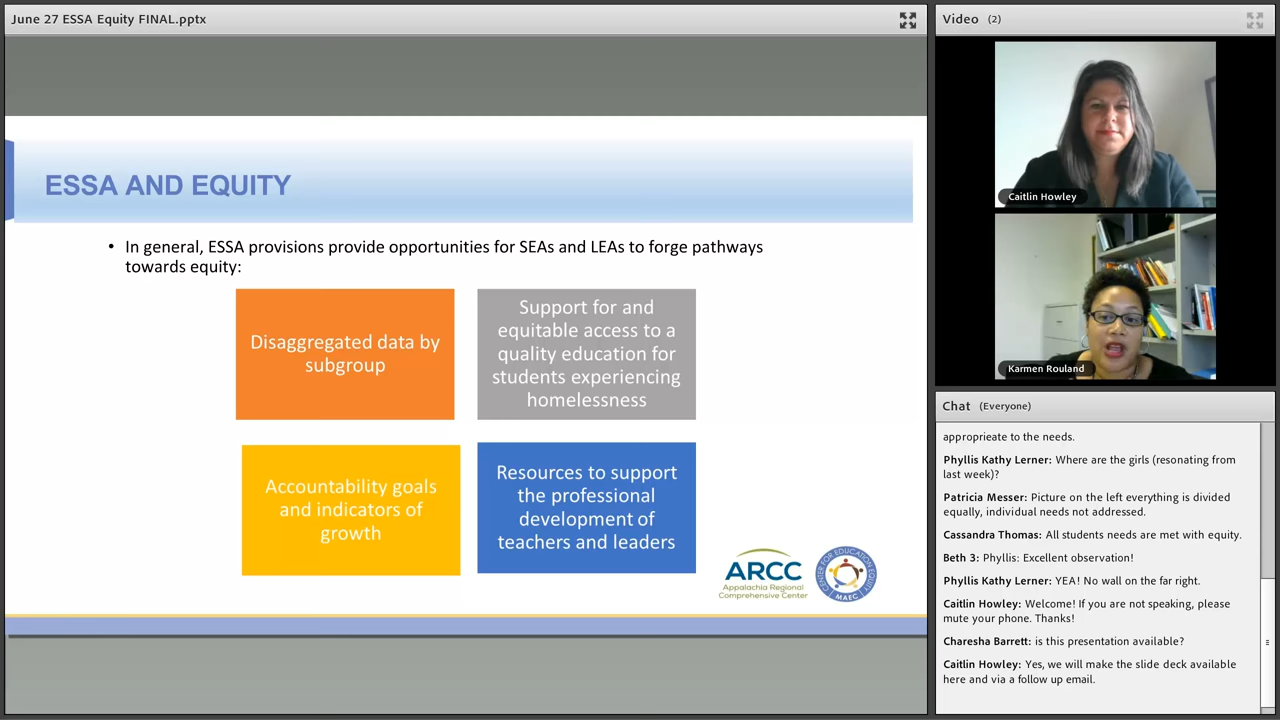 June 27 ESSA Equity FINAL.pptx
ESSA AND EQUITY
• In general, ESSA provisions provide opportunities for SEAs and LEAs to forge pathways
towards equity:
Disaggregated data by
subgroup
Support for and
equitable access to a
quality education for
students experiencing
homelessness
Accountability goals
and indicators of
growth
Resources to support
the professional
development of
teachers and leaders
ARCC
Appalachia Regional
Comprehensive Center
CENTER FOR EDUCATION EQUITY
MAEC
Video (2)
Caitlin Howley
Karmen Rouland
Chat (Everyone)
approprieate to the needs.
Phyllis Kathy Lerner: Where are the girls (resonating from
last week)?
Patricia Messer: Picture on the left everything is divided
equally, individual needs not addressed.
Cassandra Thomas: All students needs are met with equity.
Beth 3: Phyllis: Excellent observation!
Phyllis Kathy Lerner: YEA! No wall on the far right.
Caitlin Howley: Welcome! If you are not speaking, please
mute your phone. Thanks!
Charesha Barrett: is this presentation available?
Caitlin Howley: Yes, we will make the slide deck available
here and via a follow up email.